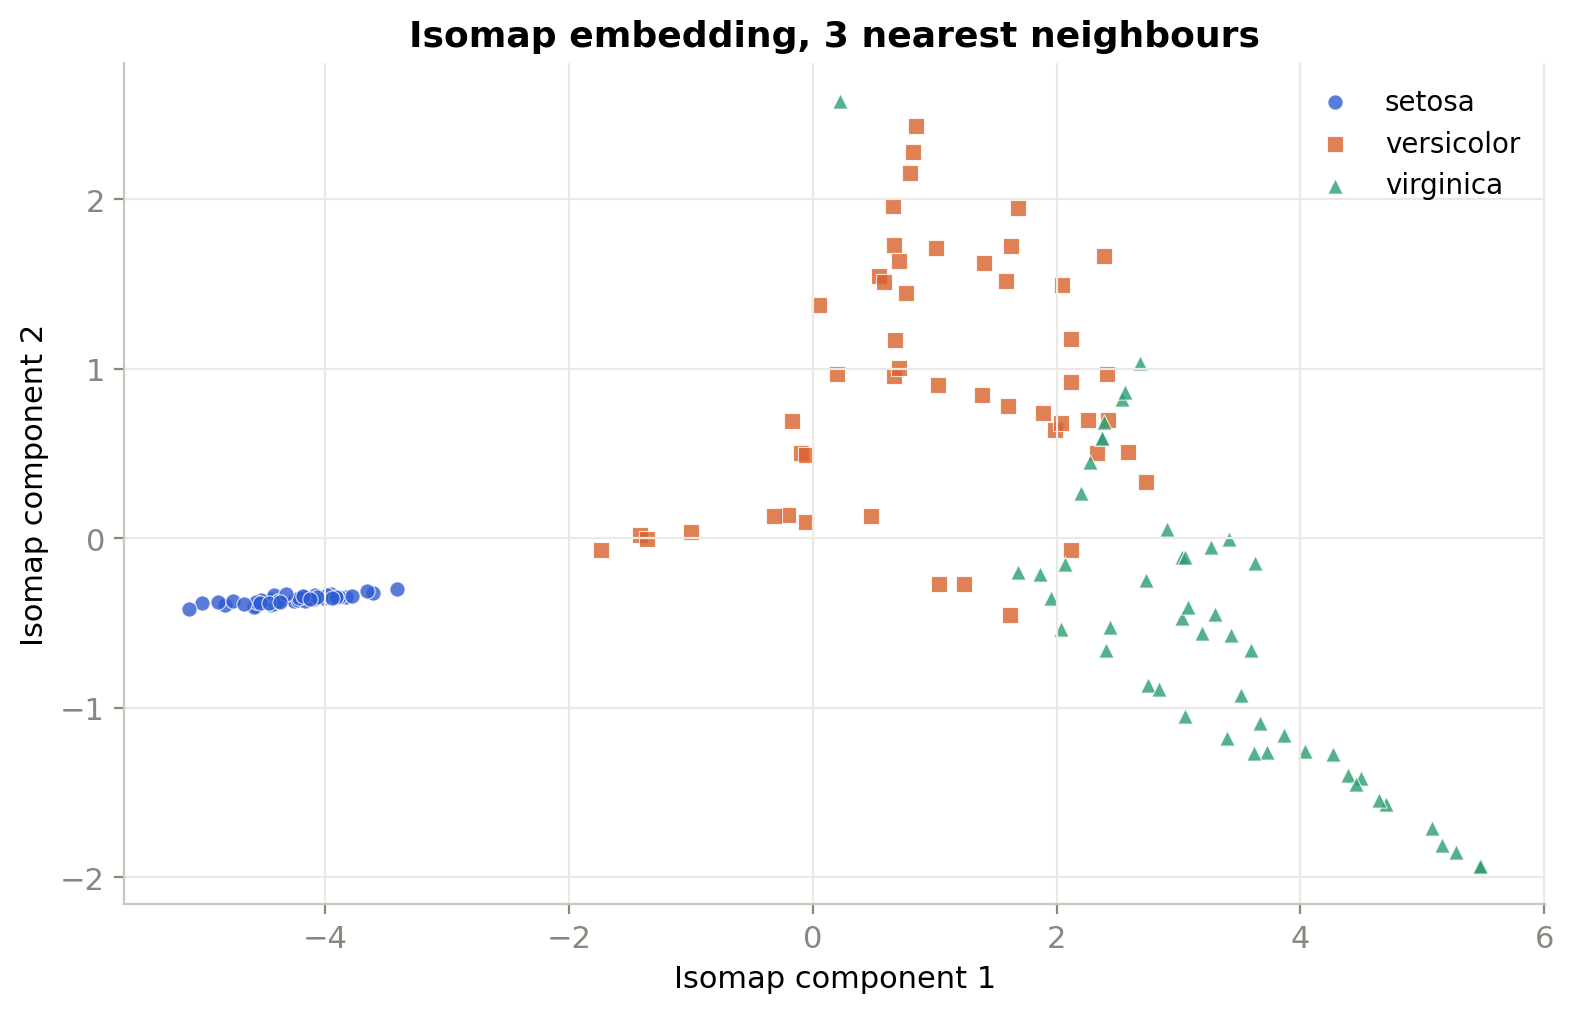 Isomap embedding, 3 nearest neighbours
setosa
versicolor
virginica
Isomap component 2
2
1
0
−1
−2
−4
−2
0
2
4
6
Isomap component 1